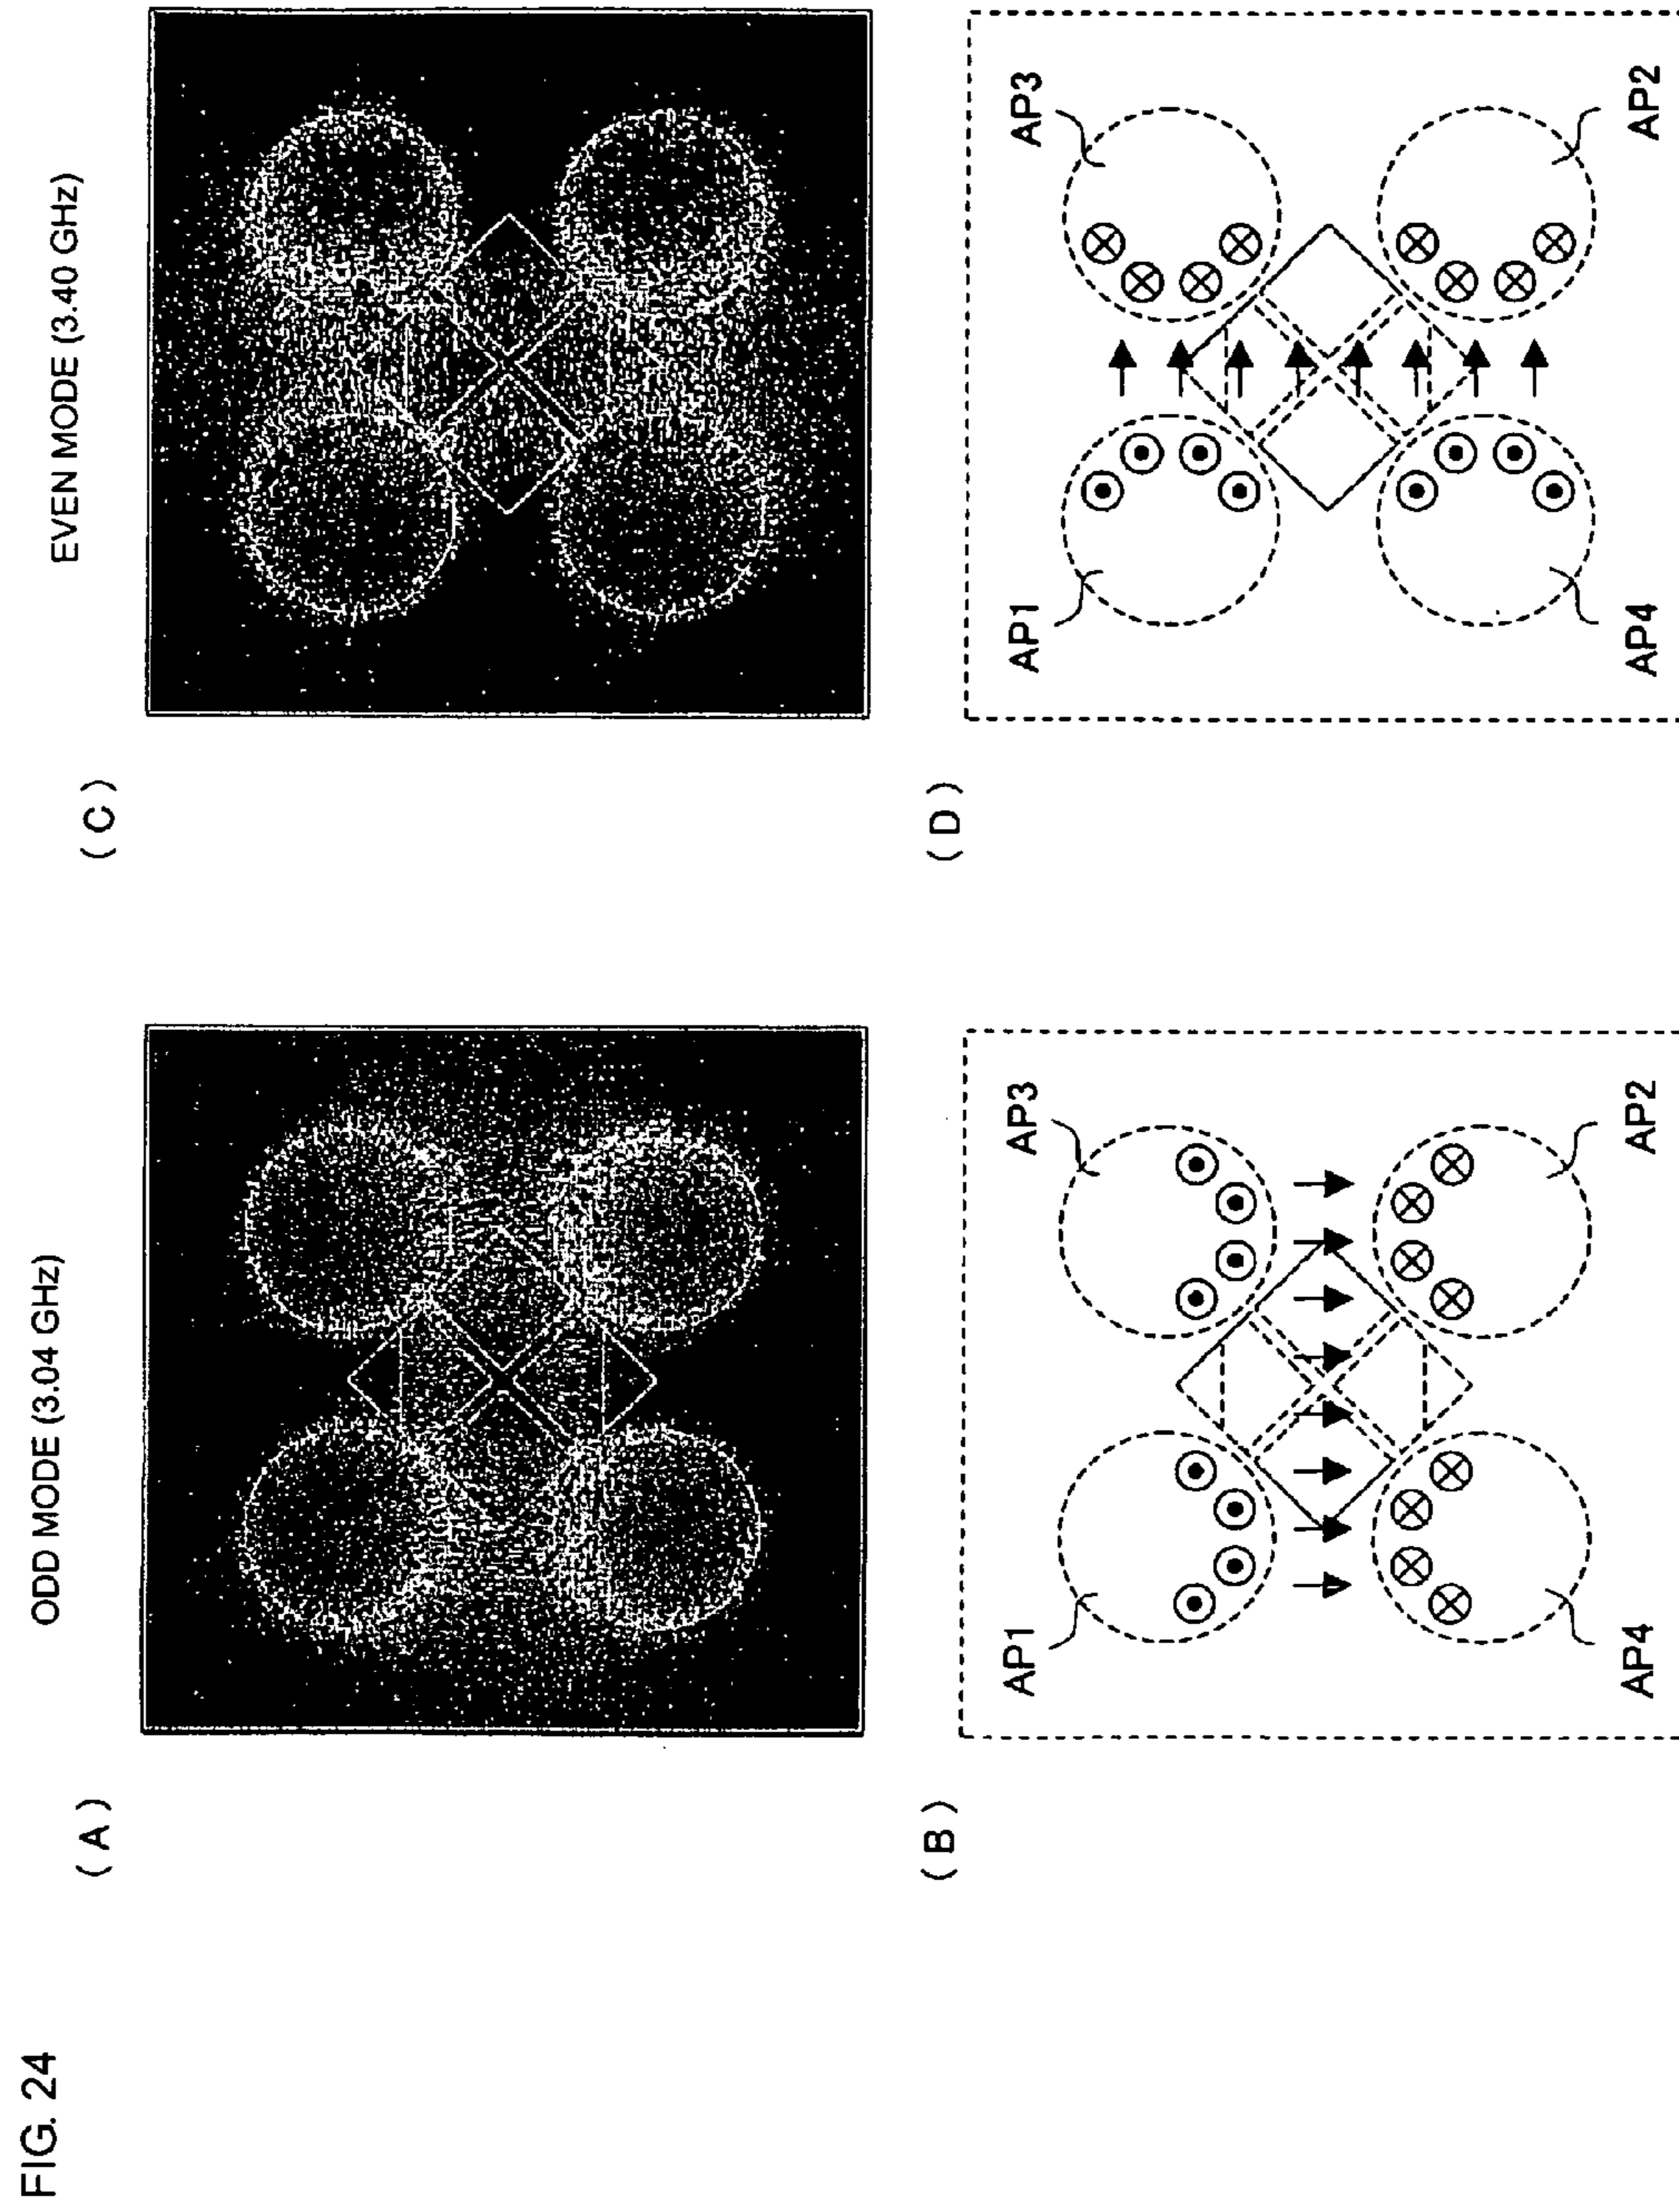 FIG. 24
ODD MODE (3.04 GHz)
EVEN MODE (3.40 GHz)
( A )
( C )
( B )
( D )
AP1
AP3
AP1
AP3
AP4
AP2
AP4
AP2